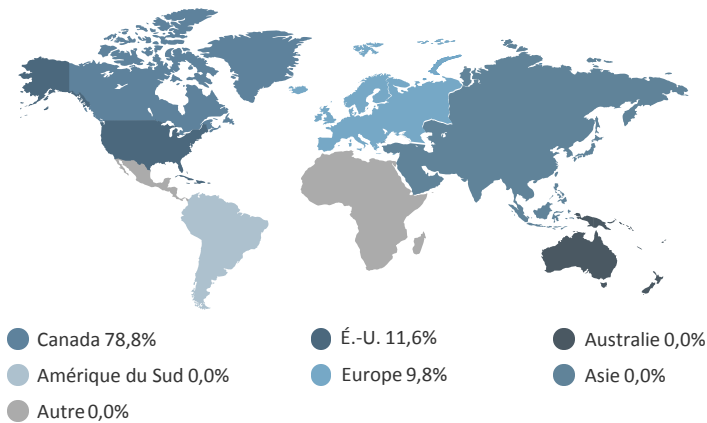 Canada 78,8%
É.-U. 11,6%
Australie 0,0%
Amérique du Sud 0,0%
Europe 9,8%
Asie 0,0%
Autre 0,0%